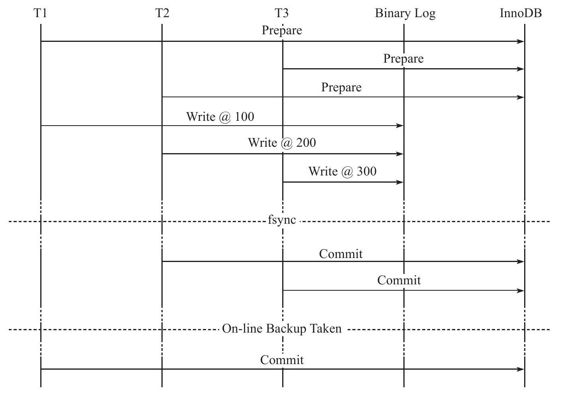 T1 T2 T3 Binary Log InnoDB
Prepare
Prepare
Prepare
Write @ 100
Write @ 200
Write @ 300
fsync
Commit
Commit
On-line Backup Taken
Commit